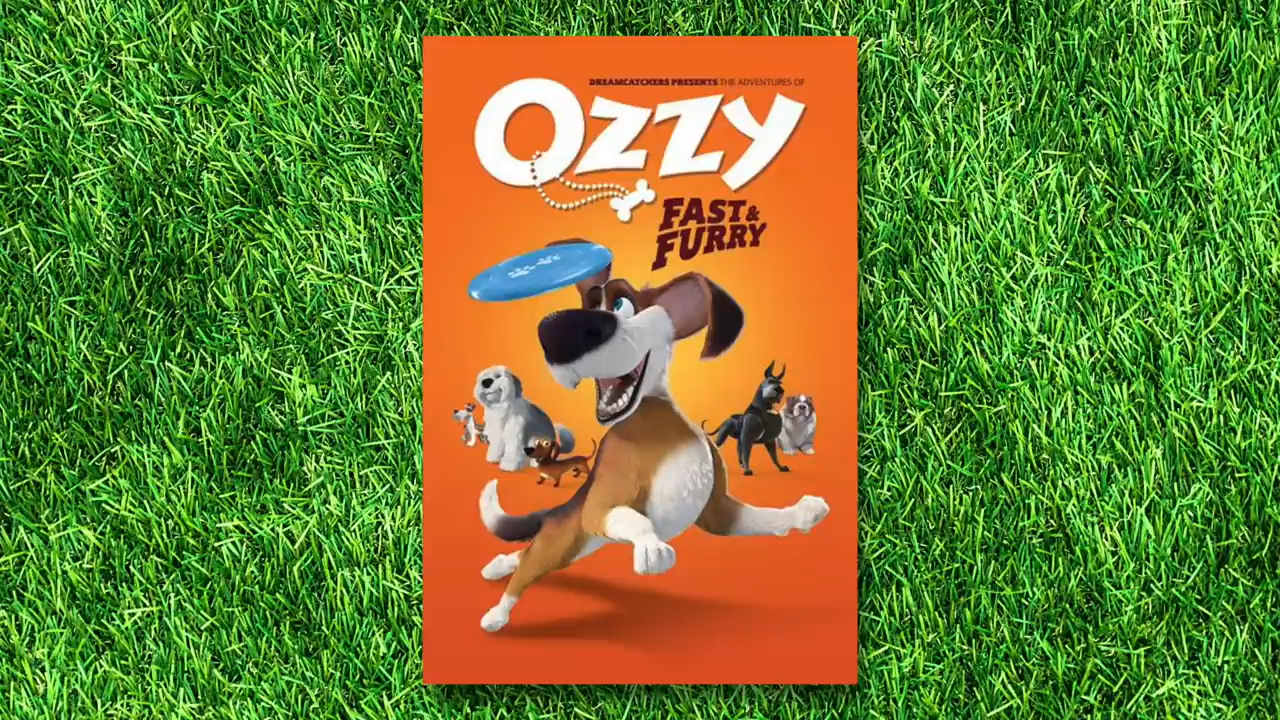 DREAMCATCHERS PRESENTS THE ADVENTURES OF
OZZY
FAST &
FURRY